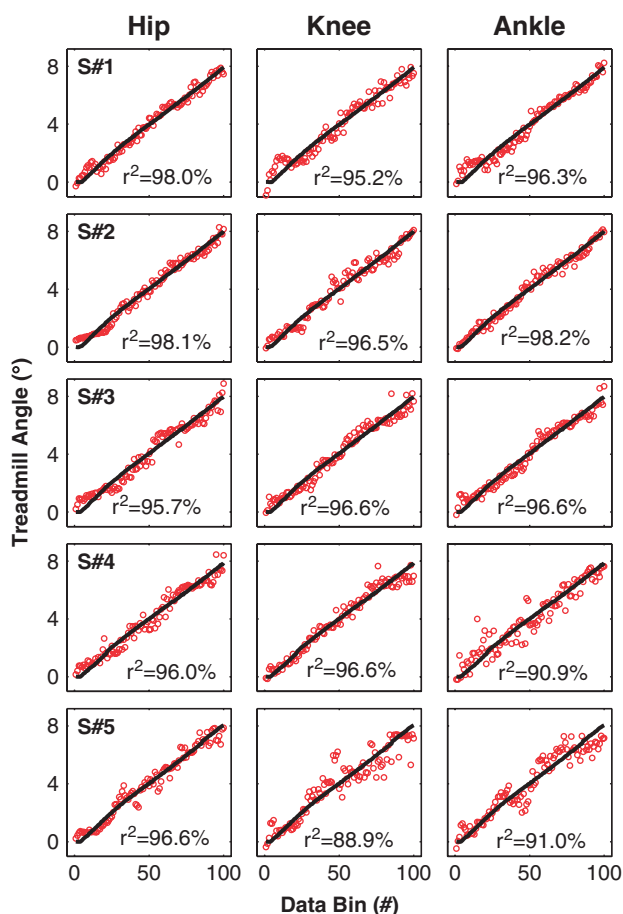 Hip Knee Ankle
S#1
8
4
0
r²=98.0% r²=95.2% r²=96.3%
S#2
8
4
0
r²=98.1% r²=96.5% r²=98.2%
Treadmill Angle (°)
S#3
8
4
0
r²=95.7% r²=96.6% r²=96.6%
S#4
8
4
0
r²=96.0% r²=96.6% r²=90.9%
S#5
8
4
0
r²=96.6% r²=88.9% r²=91.0%
0 50 100 0 50 100 0 50 100
Data Bin (#)